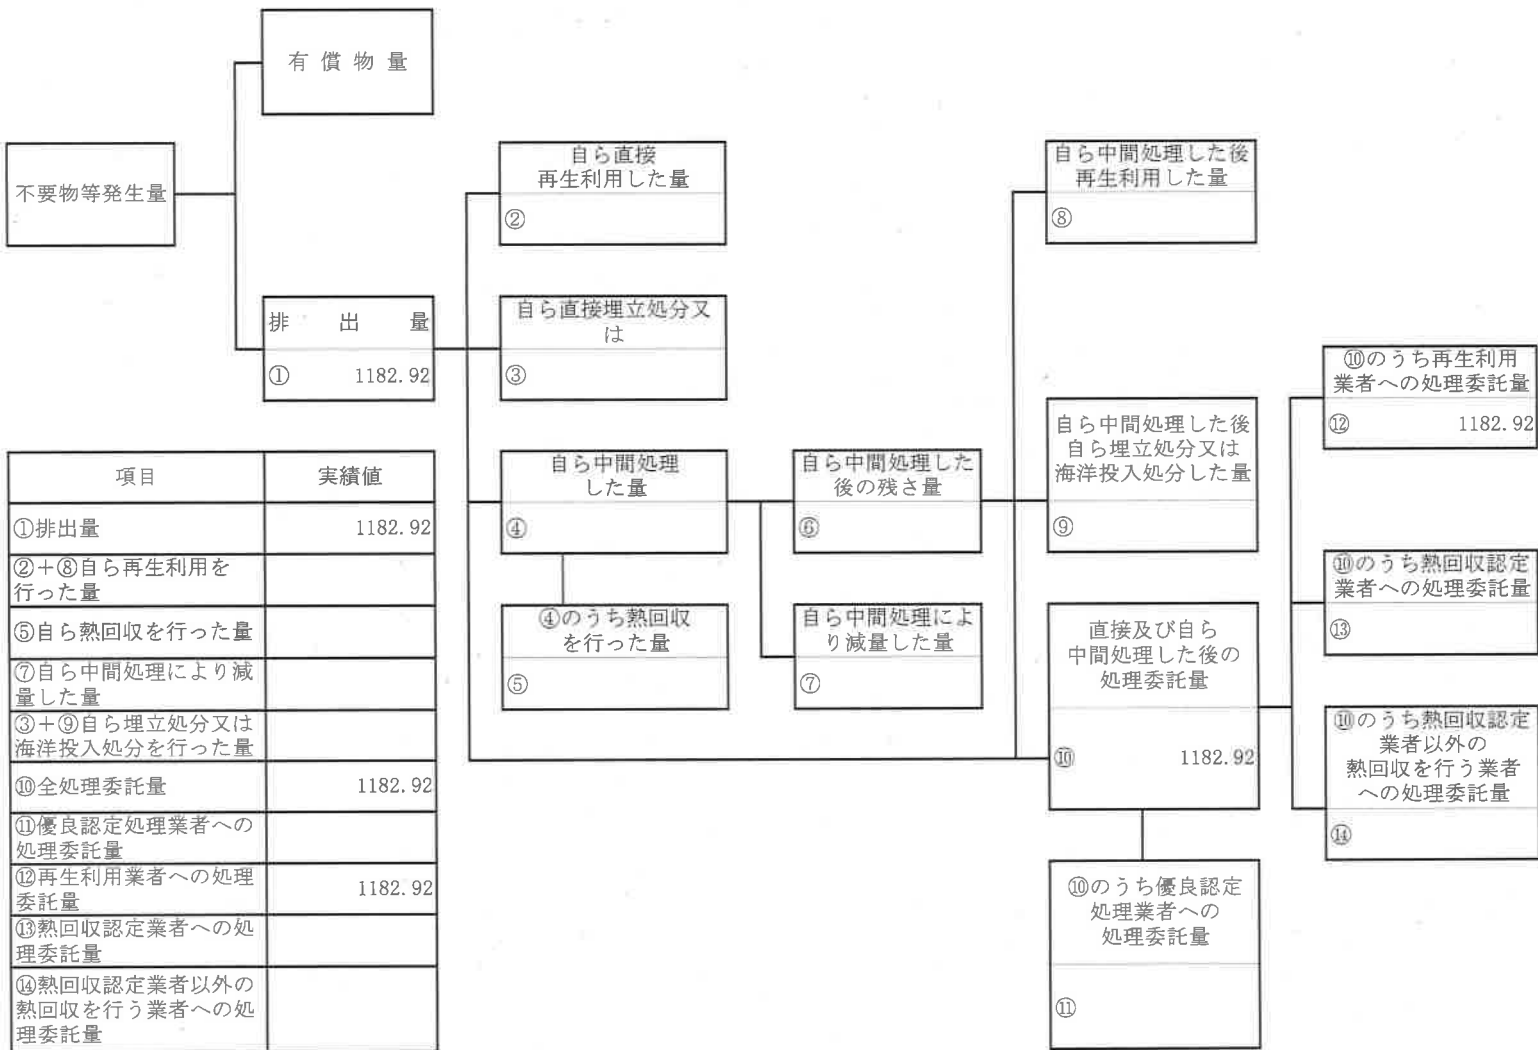 有償物量
不要物等発生量
排出量
① 1182.92
自ら直接
再生利用した量
②
自ら直接埋立処分又
は
③
自ら中間処理
した量
④
④のうち熱回収
を行った量
⑤
自ら中間処理した
後の残さ量
⑥
自ら中間処理によ
り減量した量
⑦
自ら中間処理した後
再生利用した量
⑧
自ら中間処理した後
自ら埋立処分又は
海洋投入処分した量
⑨
直接及び自ら
中間処理した後の
処理委託量
⑩ 1182.92
⑩のうち優良認定
処理業者への
処理委託量
⑪
⑩のうち再生利用
業者への処理委託量
⑫ 1182.92
⑩のうち熱回収認定
業者への処理委託量
⑬
⑩のうち熱回収認定
業者以外の
熱回収を行う業者
への処理委託量
⑭
項目 実績値
①排出量 1182.92
②+⑧自ら再生利用を
行った量
⑤自ら熱回収を行った量
⑦自ら中間処理により減
量した量
③+⑨自ら埋立処分又は
海洋投入処分を行った量
⑩全処理委託量 1182.92
⑪優良認定処理業者への
処理委託量
⑫再生利用業者への処理
委託量 1182.92
⑬熱回収認定業者への処
理委託量
⑭熱回収認定業者以外の
熱回収を行う業者への処
理委託量